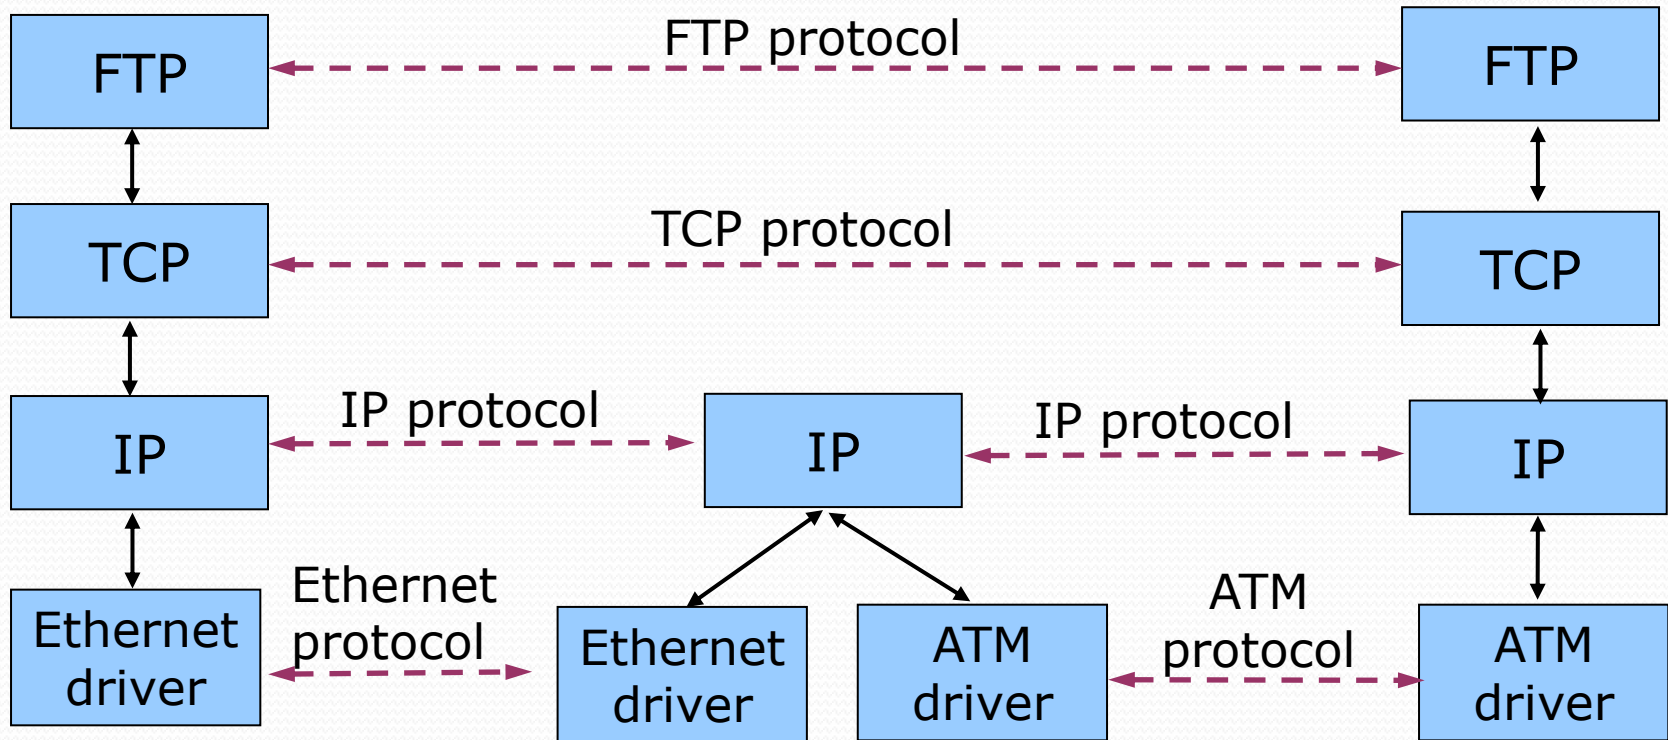 FTP
FTP protocol
FTP
TCP
TCP protocol
TCP
IP
IP protocol
IP
IP protocol
IP
Ethernet
driver
Ethernet
protocol
Ethernet
driver
ATM
driver
ATM
protocol
ATM
driver